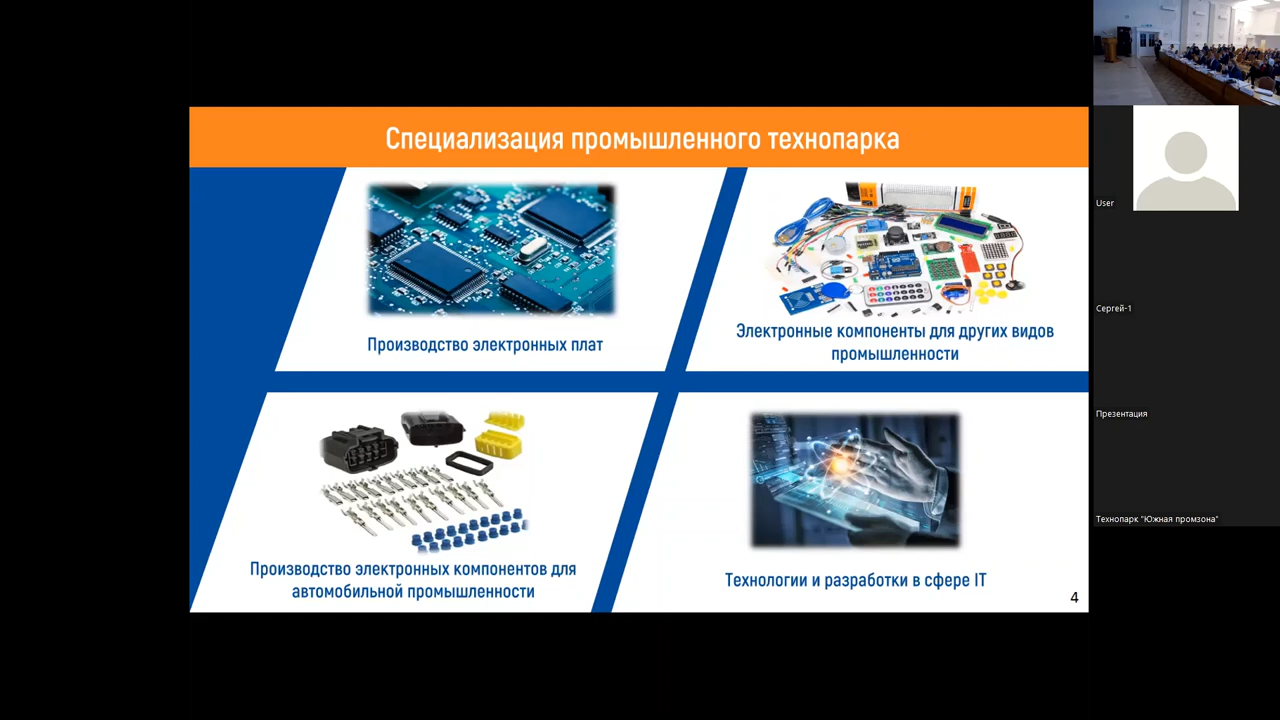 Специализация промышленного технопарка
Производство электронных плат
Электронные компоненты для других видов
промышленности
Производство электронных компонентов для
автомобильной промышленности
Технологии и разработки в сфере IT
4
User
Сергей-1
Презентация
Технопарк "Южная промзона"